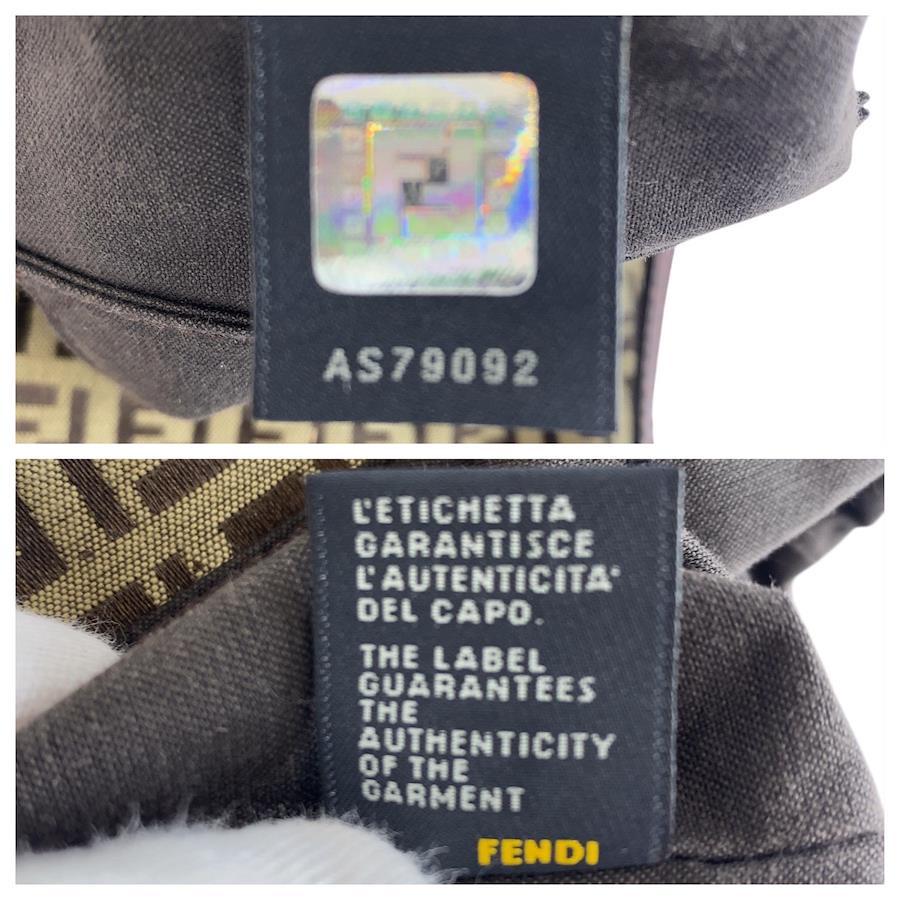 AS79092
L'ETICHETTA
GARANTISCE
L'AUTENTICITA'
DEL CAPO.
THE LABEL
GUARANTEES
THE
AUTHENTICITY
OF THE
GARMENT
FENDI